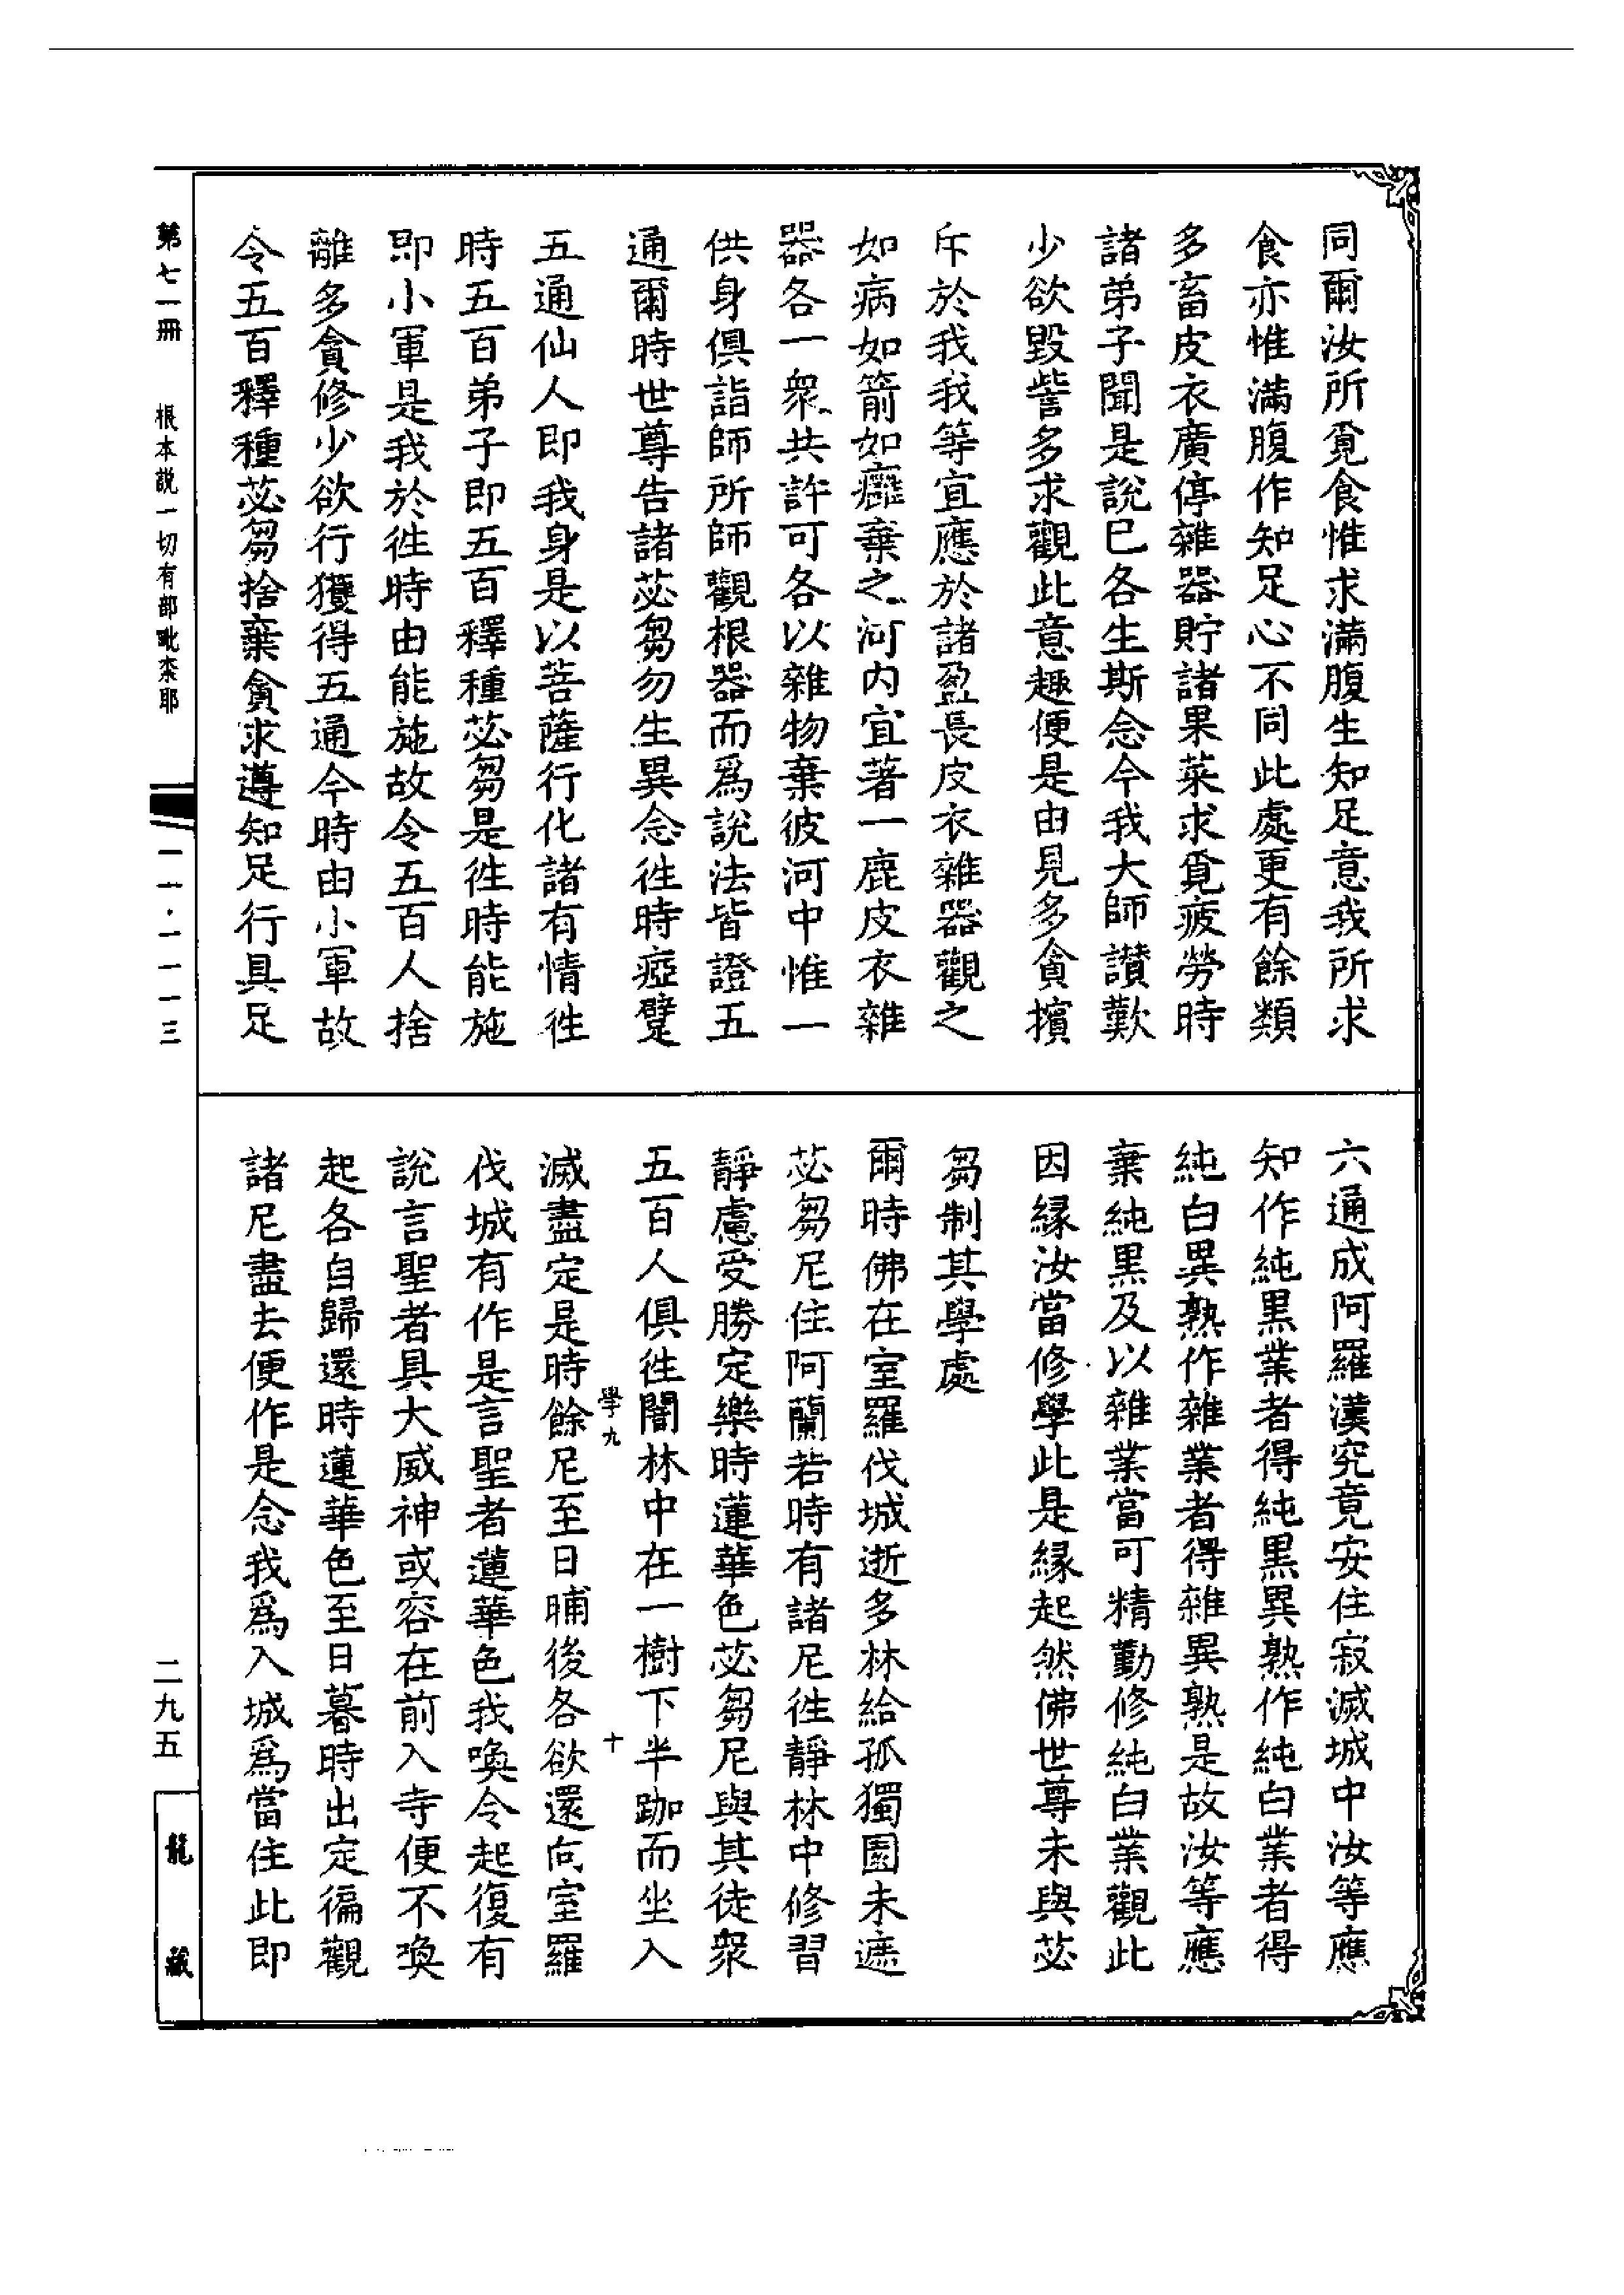 同爾汝所覓食惟求滿腹生知足意我所求
食亦惟滿腹作知足心不同此處更有餘類
多畜皮衣廣停雜器貯諸果菜求覓疲勞時
諸弟子聞是說已各生斯念今我大師讃歎
少欲毀訾多求觀此意趣便是由見多貪擯
斥於我我等宜應於諸盈長皮衣雜器觀之
如病如箭如癰棄之河内宜著一鹿皮衣雜
器各一衆共許可各以雜物棄彼河中惟一
供身俱詣師所師觀根器而爲說法皆證五
通爾時世尊告諸苾芻勿生異念徃時瘂躄
五通仙人即我身是以菩薩行化諸有情徃
時五百弟子即五百釋種苾芻是徃時能施
即小軍是我於徃時由能施故令五百人捨
離多貪修少欲行獲得五通今時由小軍故
令五百釋種苾芻捨棄貪求遵知足行具足
六通成阿羅漢究竟安住寂滅城中汝等應
知作純黒業者得純黒異熟作純白業者得
純白異熟作雜業者得雜異熟是故汝等應
棄純黒及以雜業當可精勤修純白業觀此
因縁汝當修學此是縁起然佛世尊未與苾
芻制其學處
爾時佛在室羅伐城逝多林給孤獨園未遮
苾芻尼住阿蘭若時有諸尼徃靜林中修習
靜慮受勝定樂時蓮華色苾芻尼與其徒衆
五百人俱徃闇林中在一樹下半跏而坐入
學九 十
滅盡定是時餘尼至日晡後各欲還向室羅
伐城有作是言聖者蓮華色我喚令起復有
說言聖者具大威神或容在前入寺便不喚
起各自歸還時蓮華色至日暮時出定徧觀
諸尼盡去便作是念我爲入城爲當住此即
第七一冊 根本説一切有部毗柰耶 一一·一一一三 二九五 龍藏